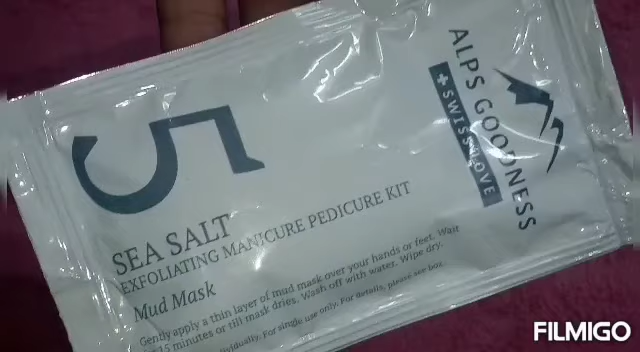 5
SEA SALT
EXFOLIATING MANICURE PEDICURE KIT
Mud Mask
Gently apply a thin layer of mud mask over your hands or feet. Wait
15 minutes or till mask dries. Wash off with water. Wipe dry.
For single use only. For details, please see box.
ALPS GOODNESS
SWISS LOVE
FILMIGO